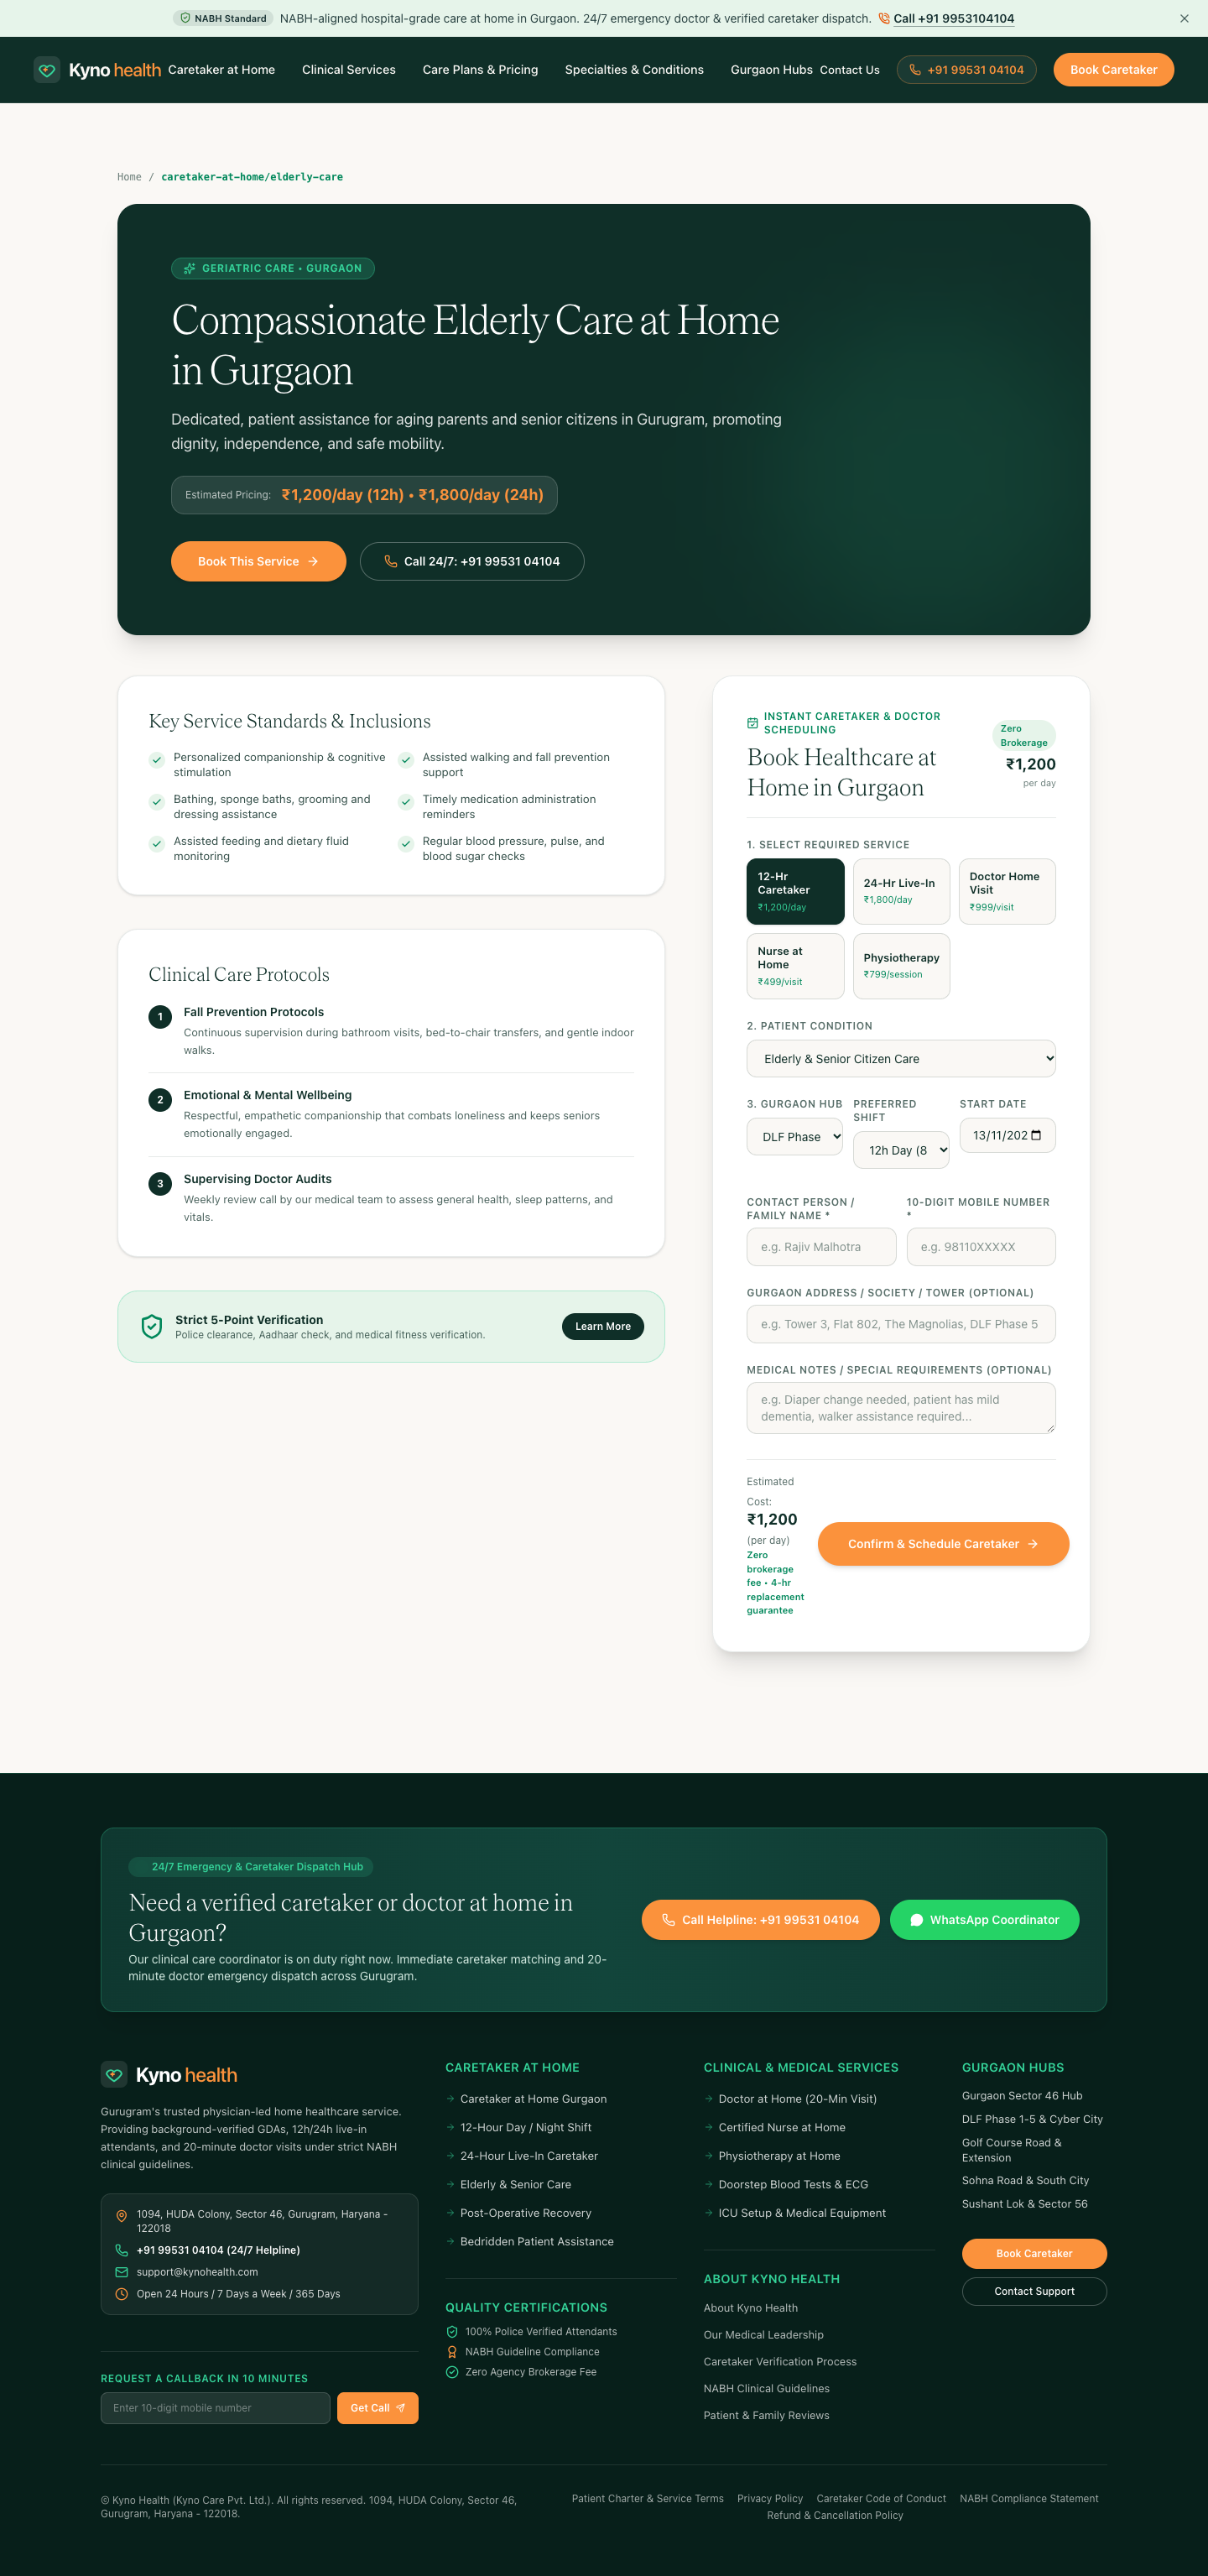 NABH Standard NABH-aligned hospital-grade care at home in Gurgaon. 24/7 emergency doctor & verified caretaker dispatch. Call +91 9953104104
Kyno health Caretaker at Home Clinical Services Care Plans & Pricing Specialties & Conditions Gurgaon Hubs Contact Us +91 99531 04104 Book Caretaker
Home / caretaker-at-home/elderly-care
GERIATRIC CARE • GURGAON
Compassionate Elderly Care at Home
in Gurgaon
Dedicated, patient assistance for aging parents and senior citizens in Gurugram, promoting
dignity, independence, and safe mobility.
Estimated Pricing: ₹1,200/day (12h) • ₹1,800/day (24h)
Book This Service → Call 24/7: +91 99531 04104
Key Service Standards & Inclusions
Personalized companionship & cognitive
stimulation
Assisted walking and fall prevention
support
Bathing, sponge baths, grooming and
dressing assistance
Timely medication administration
reminders
Assisted feeding and dietary fluid
monitoring
Regular blood pressure, pulse, and
blood sugar checks
Clinical Care Protocols
1 Fall Prevention Protocols
Continuous supervision during bathroom visits, bed-to-chair transfers, and gentle indoor
walks.
2 Emotional & Mental Wellbeing
Respectful, empathetic companionship that combats loneliness and keeps seniors
emotionally engaged.
3 Supervising Doctor Audits
Weekly review call by our medical team to assess general health, sleep patterns, and
vitals.
Strict 5-Point Verification
Police clearance, Aadhaar check, and medical fitness verification.
Learn More
INSTANT CARETAKER & DOCTOR
SCHEDULING
Book Healthcare at
Home in Gurgaon
Zero
Brokerage
₹1,200
per day
1. SELECT REQUIRED SERVICE
12-Hr
Caretaker
₹1,200/day
24-Hr Live-In
₹1,800/day
Doctor Home
Visit
₹999/visit
Nurse at
Home
₹499/visit
Physiotherapy
₹799/session
2. PATIENT CONDITION
Elderly & Senior Citizen Care
3. GURGAON HUB
DLF Phase
PREFERRED
SHIFT
12h Day (8
START DATE
13/11/202
CONTACT PERSON /
FAMILY NAME *
e.g. Rajiv Malhotra
10-DIGIT MOBILE NUMBER
*
e.g. 98110XXXXX
GURGAON ADDRESS / SOCIETY / TOWER (OPTIONAL)
e.g. Tower 3, Flat 802, The Magnolias, DLF Phase 5
MEDICAL NOTES / SPECIAL REQUIREMENTS (OPTIONAL)
e.g. Diaper change needed, patient has mild
dementia, walker assistance required...
Estimated
Cost:
₹1,200
(per day)
Zero
brokerage
fee • 4-hr
replacement
guarantee
Confirm & Schedule Caretaker →
24/7 Emergency & Caretaker Dispatch Hub
Need a verified caretaker or doctor at home in
Gurgaon?
Our clinical care coordinator is on duty right now. Immediate caretaker matching and 20-
minute doctor emergency dispatch across Gurugram.
Call Helpline: +91 99531 04104 WhatsApp Coordinator
Kyno health
Gurugram's trusted physician-led home healthcare service.
Providing background-verified GDAs, 12h/24h live-in
attendants, and 20-minute doctor visits under strict NABH
clinical guidelines.
1094, HUDA Colony, Sector 46, Gurugram, Haryana -
122018
+91 99531 04104 (24/7 Helpline)
support@kynohealth.com
Open 24 Hours / 7 Days a Week / 365 Days
REQUEST A CALLBACK IN 10 MINUTES
Enter 10-digit mobile number Get Call
CARETAKER AT HOME
→ Caretaker at Home Gurgaon
→ 12-Hour Day / Night Shift
→ 24-Hour Live-In Caretaker
→ Elderly & Senior Care
→ Post-Operative Recovery
→ Bedridden Patient Assistance
QUALITY CERTIFICATIONS
100% Police Verified Attendants
NABH Guideline Compliance
Zero Agency Brokerage Fee
CLINICAL & MEDICAL SERVICES
→ Doctor at Home (20-Min Visit)
→ Certified Nurse at Home
→ Physiotherapy at Home
→ Doorstep Blood Tests & ECG
→ ICU Setup & Medical Equipment
ABOUT KYNO HEALTH
About Kyno Health
Our Medical Leadership
Caretaker Verification Process
NABH Clinical Guidelines
Patient & Family Reviews
GURGAON HUBS
Gurgaon Sector 46 Hub
DLF Phase 1-5 & Cyber City
Golf Course Road &
Extension
Sohna Road & South City
Sushant Lok & Sector 56
Book Caretaker
Contact Support
© Kyno Health (Kyno Care Pvt. Ltd.). All rights reserved. 1094, HUDA Colony, Sector 46,
Gurugram, Haryana - 122018.
Patient Charter & Service Terms Privacy Policy Caretaker Code of Conduct NABH Compliance Statement
Refund & Cancellation Policy